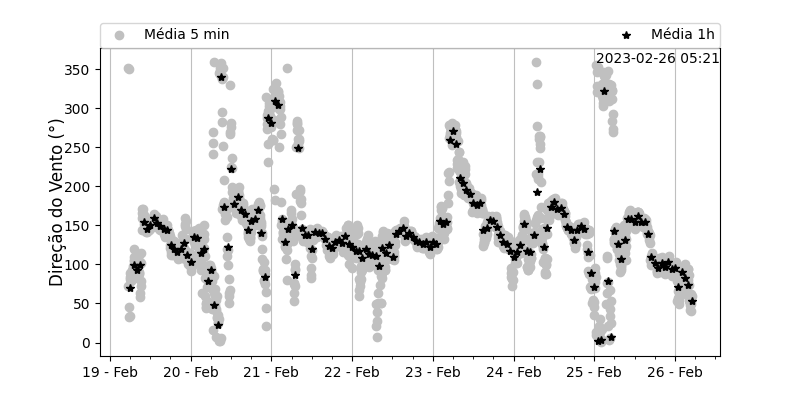 Média 5 min
Média 1h
2023-02-26 05:21
Direção do Vento (°)
350
300
250
200
150
100
50
0
19 - Feb
20 - Feb
21 - Feb
22 - Feb
23 - Feb
24 - Feb
25 - Feb
26 - Feb